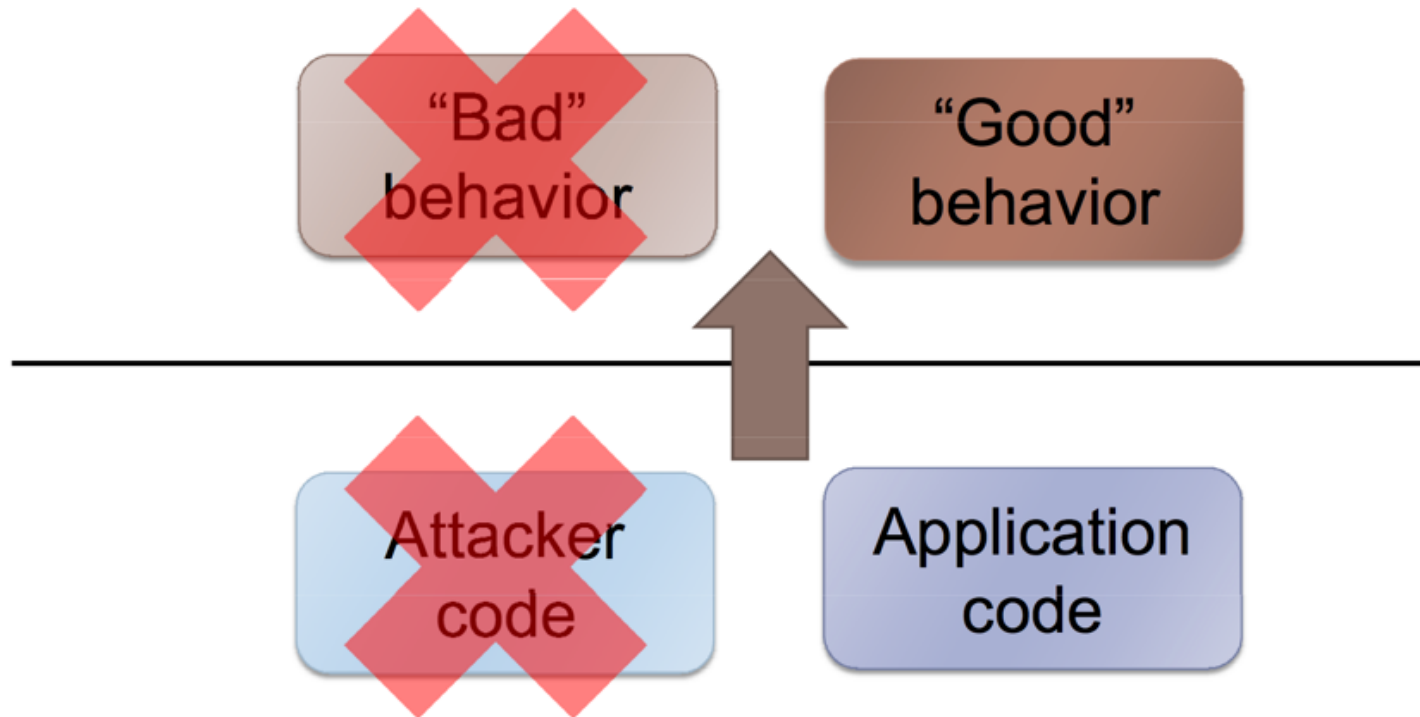 “Bad”
behavior
“Good”
behavior
Attacker
code
Application
code